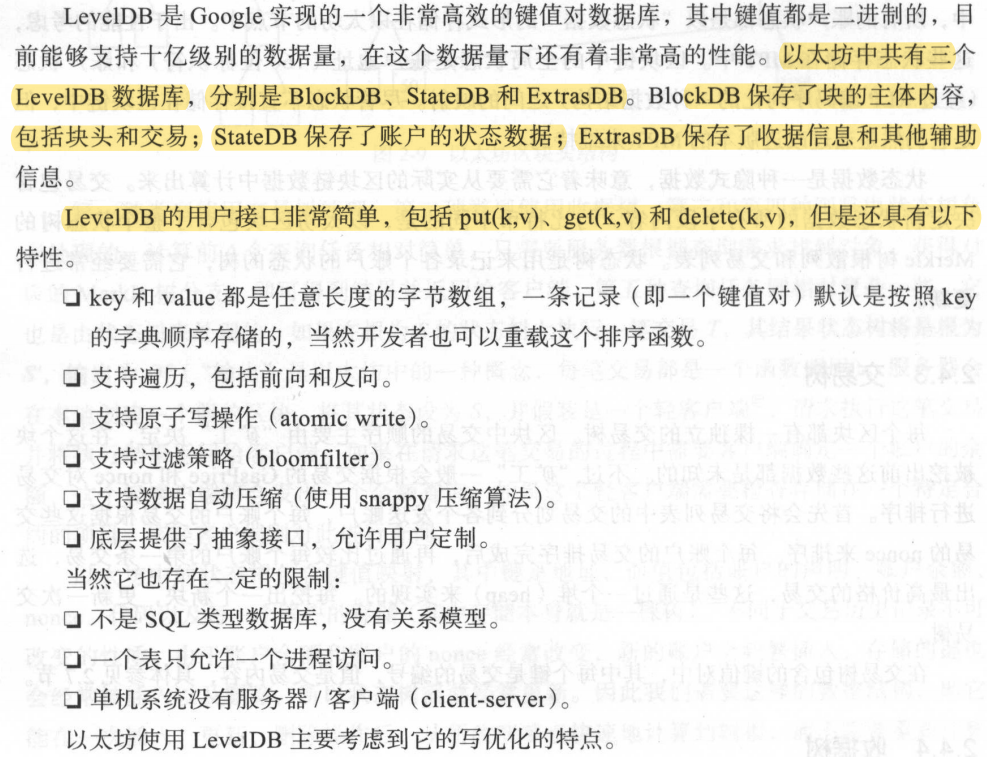 LevelDB 是 Google 实现的一个非常高效的键值对数据库，其中键值都是二进制的，目
前能够支持十亿级别的数据量，在这个数据量下还有着非常高的性能。以太坊中共有三个
LevelDB 数据库，分别是 BlockDB、StateDB 和 ExtrasDB。BlockDB 保存了块的主体内容，
包括块头和交易；StateDB 保存了账户的状态数据；ExtrasDB 保存了收据信息和其他辅助
信息。
LevelDB 的用户接口非常简单，包括 put(k,v)、get(k,v) 和 delete(k,v)，但是还具有以下
特性。
❑ key 和 value 都是任意长度的字节数组，一条记录（即一个键值对）默认是按照 key
的字典顺序存储的，当然开发者也可以重载这个排序函数。
❑ 支持遍历，包括前向和反向。
❑ 支持原子写操作（atomic write）。
❑ 支持过滤策略（bloomfilter）。
❑ 支持数据自动压缩（使用 snappy 压缩算法）。
❑ 底层提供了抽象接口，允许用户定制。
当然它也存在一定的限制：
❑ 不是 SQL 类型数据库，没有关系模型。
❑ 一个表只允许一个进程访问。
❑ 单机系统没有服务器 / 客户端（client-server）。
以太坊使用 LevelDB 主要考虑到它的写优化的特点。